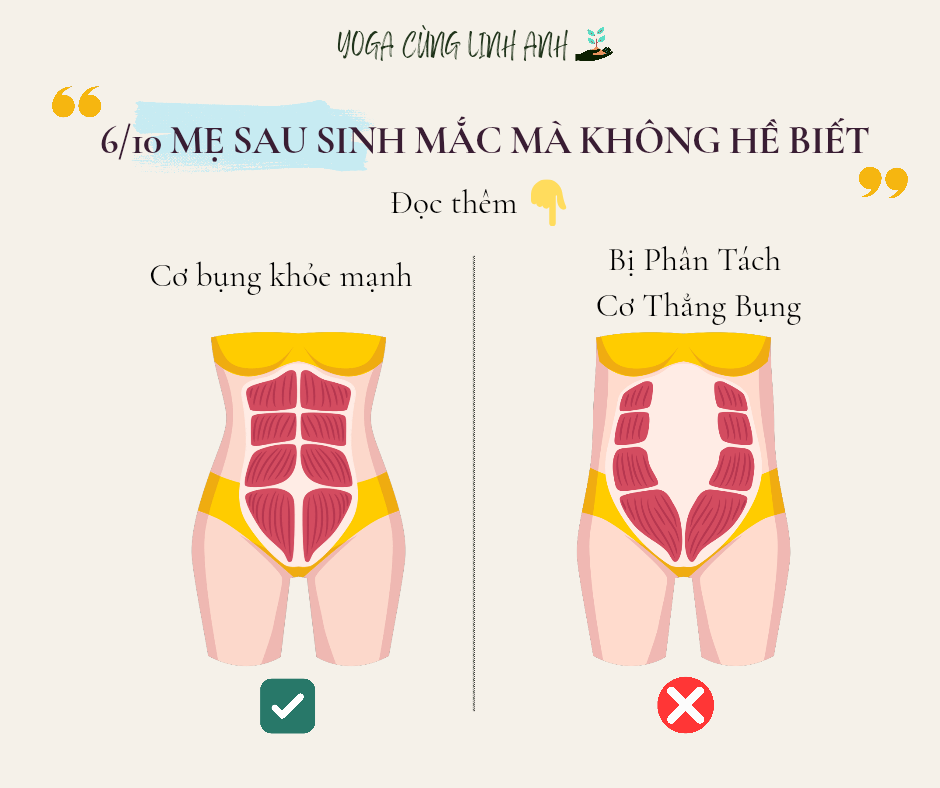 YOGA CÙNG LINH ANH
“
6/10 MẸ SAU SINH MẮC MÀ KHÔNG HỀ BIẾT
”
Đọc thêm 👇
Cơ bụng khỏe mạnh
Bị Phân Tách
Cơ Thẳng Bụng